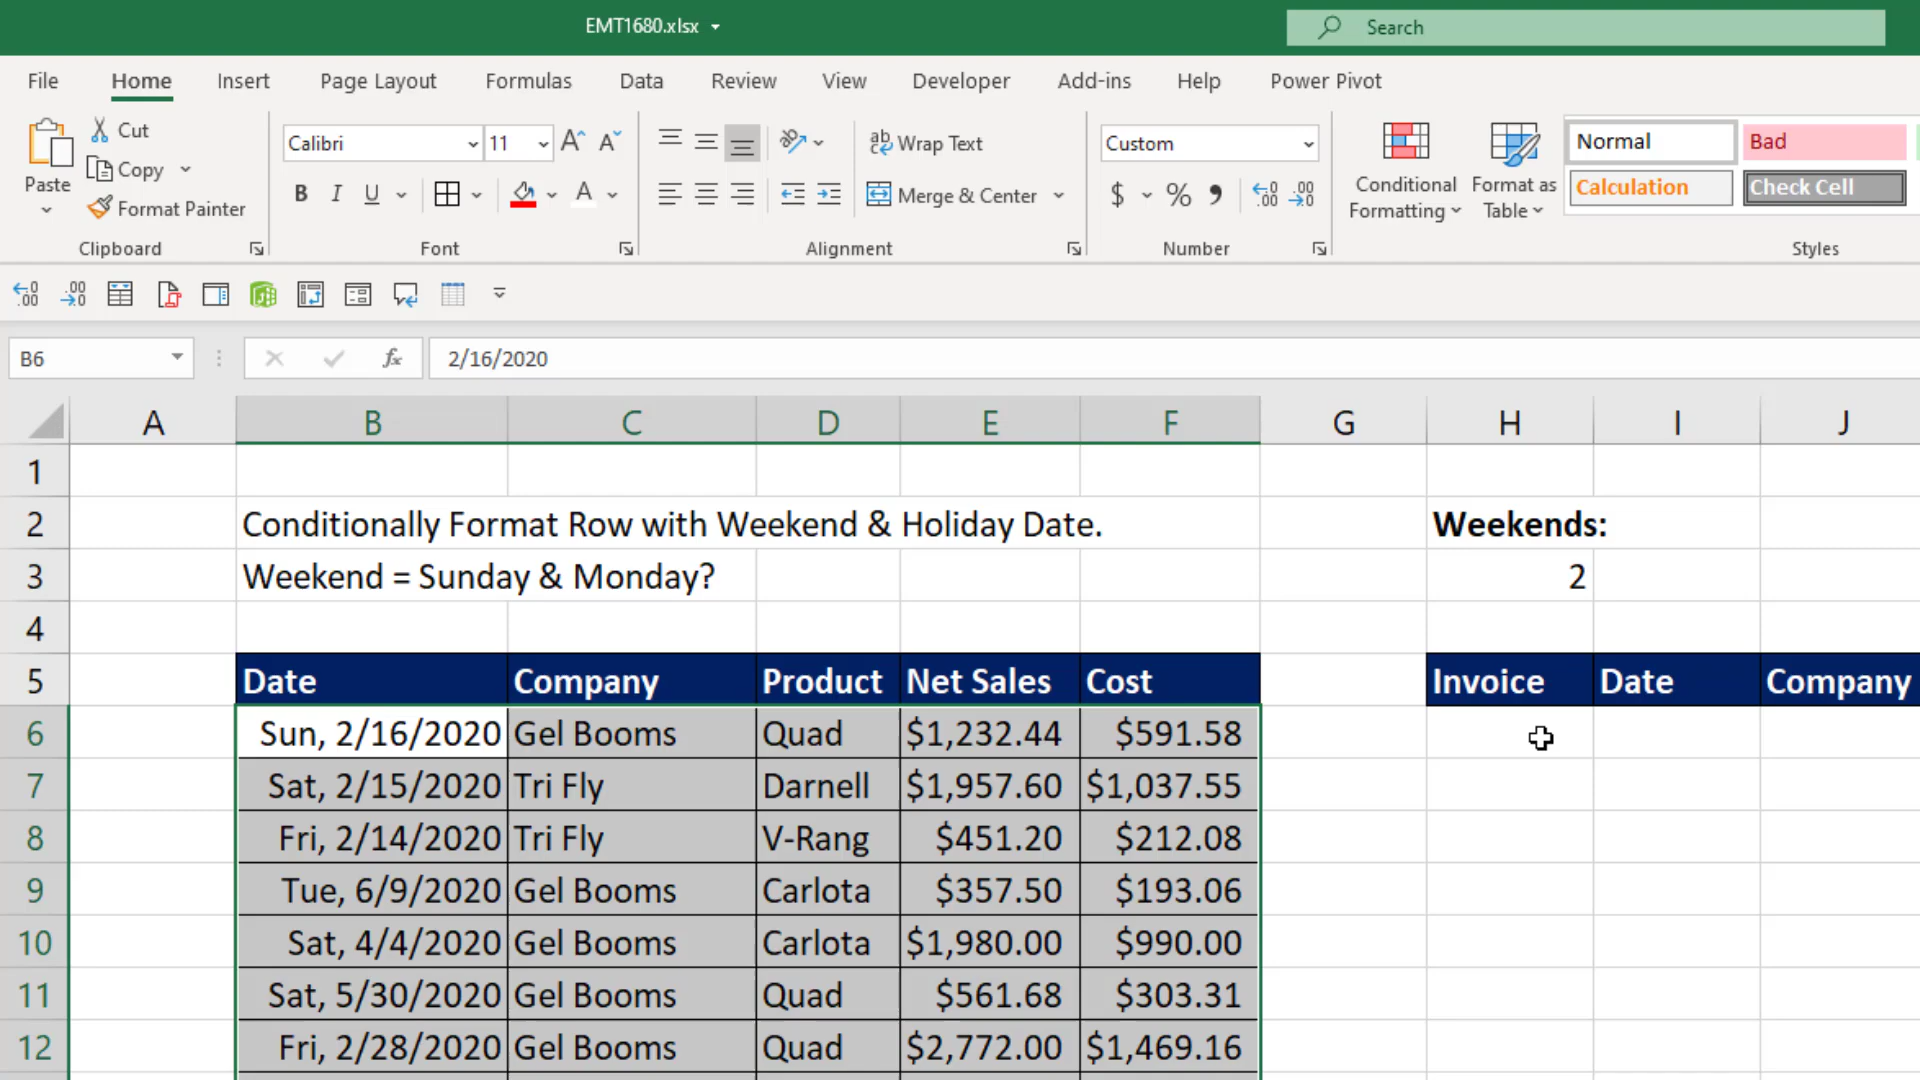 EMT1680.xlsx
Search
File Home Insert Page Layout Formulas Data Review View Developer Add-ins Help Power Pivot
Paste
Cut
Copy
Format Painter
Clipboard
Calibri 11
B I U A
Font
ab Wrap Text
Merge & Center
Alignment
Custom
$ % ,
Number
Conditional Formatting
Format as Table
Normal Bad
Calculation Check Cell
Styles
B6 fx 2/16/2020
A B C D E F G H I J
1
2 Conditionally Format Row with Weekend & Holiday Date. Weekends:
3 Weekend = Sunday & Monday? 2
4
5 Date Company Product Net Sales Cost Invoice Date Company
6 Sun, 2/16/2020 Gel Booms Quad $1,232.44 $591.58
7 Sat, 2/15/2020 Tri Fly Darnell $1,957.60 $1,037.55
8 Fri, 2/14/2020 Tri Fly V-Rang $451.20 $212.08
9 Tue, 6/9/2020 Gel Booms Carlota $357.50 $193.06
10 Sat, 4/4/2020 Gel Booms Carlota $1,980.00 $990.00
11 Sat, 5/30/2020 Gel Booms Quad $561.68 $303.31
12 Fri, 2/28/2020 Gel Booms Quad $2,772.00 $1,469.16